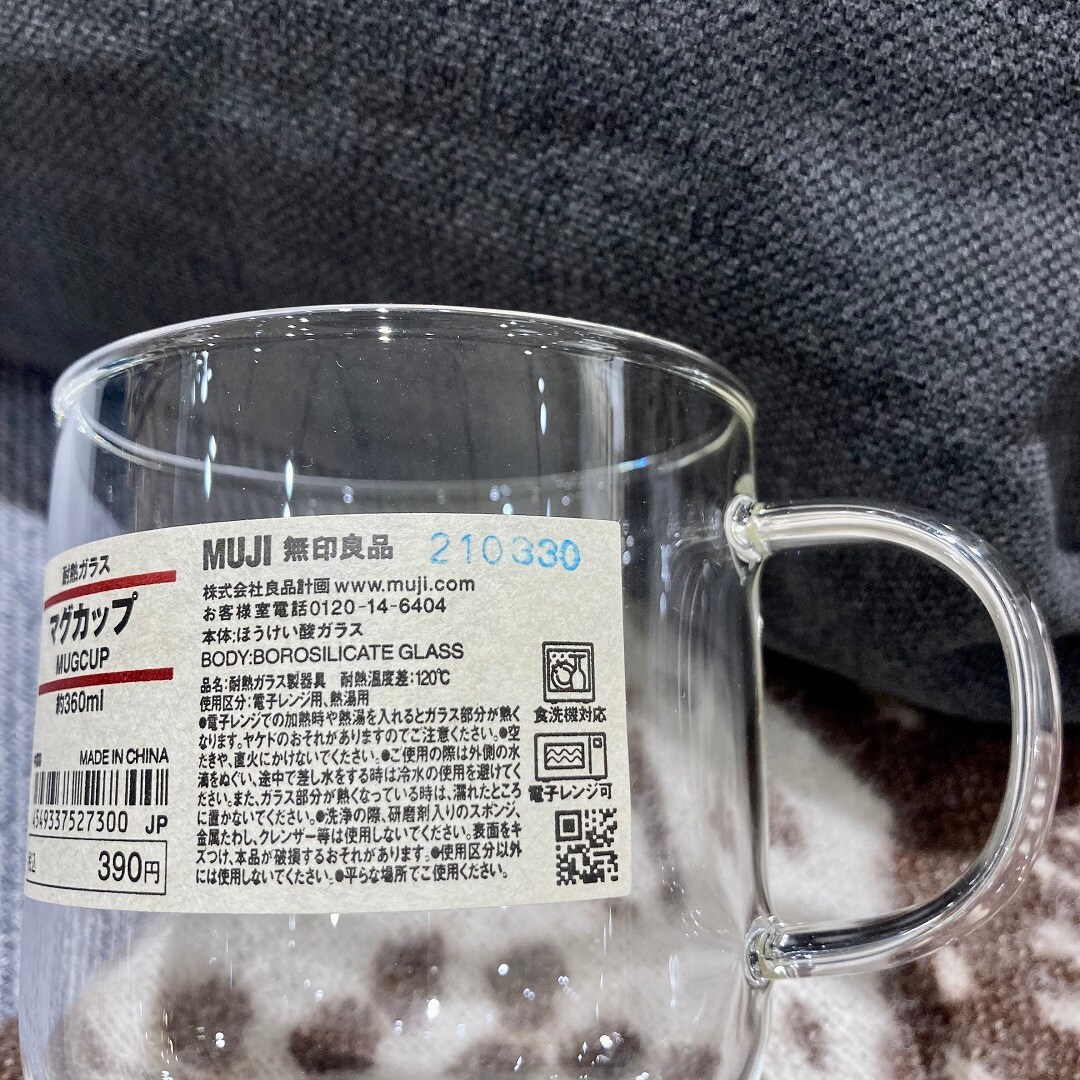 耐熱ガラス
マグカップ
MUGCUP
約360ml
MADE IN CHINA
4549337527300 JP
390円
MUJI 無印良品 210330
株式会社良品計画 www.muji.com
お客様室電話0120-14-6404
本体:ほうけい酸ガラス
BODY:BOROSILICATE GLASS
品名:耐熱ガラス製器具 耐熱温度差:120℃
使用区分:電子レンジ用、熱湯用
●電子レンジでの加熱時や熱湯を入れるとガラス部分が熱く
なります。ヤケドのおそれがありますのでご注意ください。●空
だきや、直火にかけないでください。●ご使用の際は外側の水
滴をぬぐい、途中で差し水をする時は冷水の使用を避けてく
ださい。また、ガラス部分が熱くなっている時は、濡れたところ
に置かないでください。●洗浄の際、研磨剤入りのスポンジ、
金属たわし、クレンザー等は使用しないでください。表面をキ
ズつけ、本品が破損するおそれがあります。●使用区分以外
には使用しないでください。●平らな場所でご使用ください。
食洗機対応
電子レンジ可